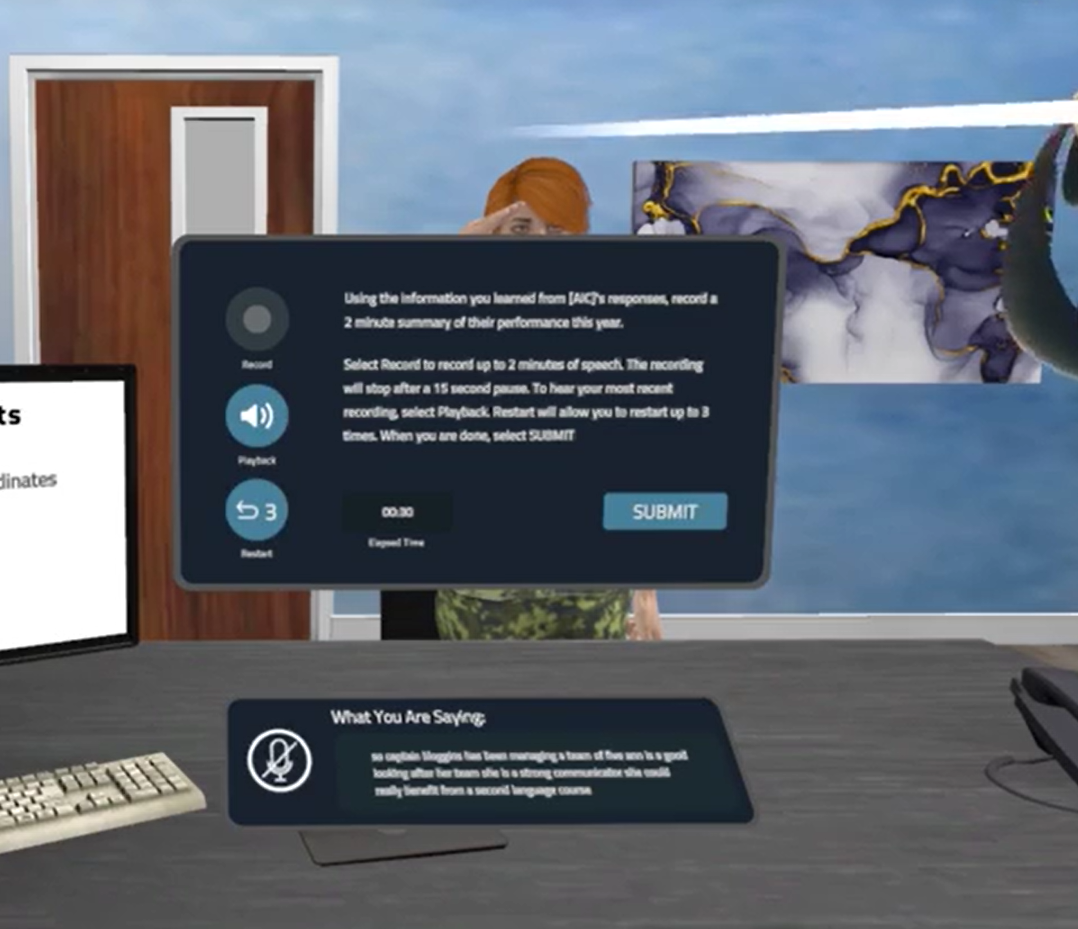 ts
dinates
Using the information you learned from [AIC]'s responses, record a
2 minute summary of their performance this year.
Record
Select Record to record up to 2 minutes of speech. The recording
will stop after a 15 second pause. To hear your most recent
recording, select Playback. Restart will allow you to restart up to 3
times. When you are done, select SUBMIT
Playback
3
Restart
00:30
Elapsed Time
SUBMIT
What You Are Saying:
so captain bloggins has been managing a team of five ann is a good
looking after her team she is a strong communicator she could
really benefit from a second language course